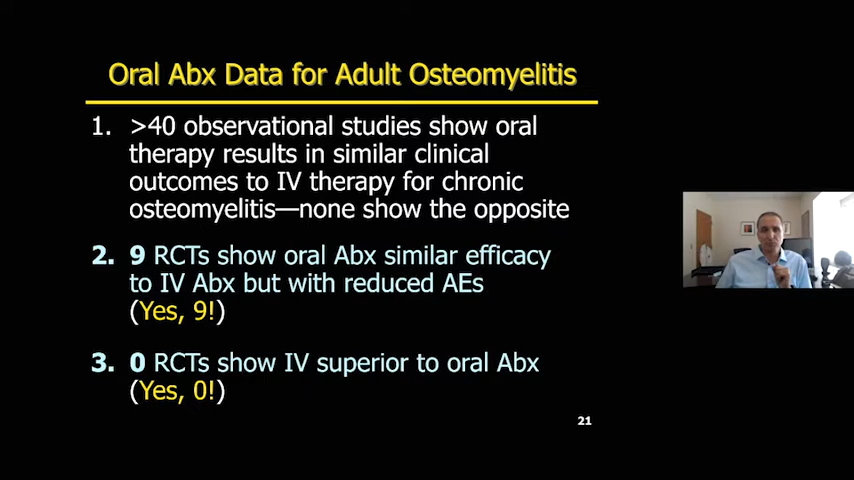 Oral Abx Data for Adult Osteomyelitis
1. >40 observational studies show oral
therapy results in similar clinical
outcomes to IV therapy for chronic
osteomyelitis—none show the opposite
2. 9 RCTs show oral Abx similar efficacy
to IV Abx but with reduced AEs
(Yes, 9!)
3. 0 RCTs show IV superior to oral Abx
(Yes, 0!)
21